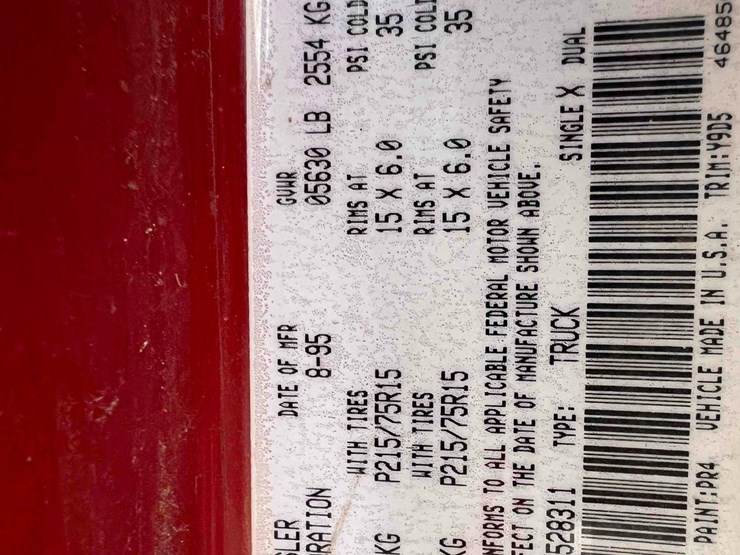 SLER DATE OF MFR GVWR
RATION 8-95 05630 LB 2554 KG
WITH TIRES RIMS AT PSI COLD
KG P215/75R15 15 X 6.0 35
WITH TIRES RIMS AT PSI COLD
KG P215/75R15 15 X 6.0 35
NFORMS TO ALL APPLICABLE FEDERAL MOTOR VEHICLE SAFETY
FECT ON THE DATE OF MANUFACTURE SHOWN ABOVE.
528311 TYPE: TRUCK SINGLE X DUAL
PAINT:PR4 VEHICLE MADE IN U.S.A. TRIM:Y9D5 46485